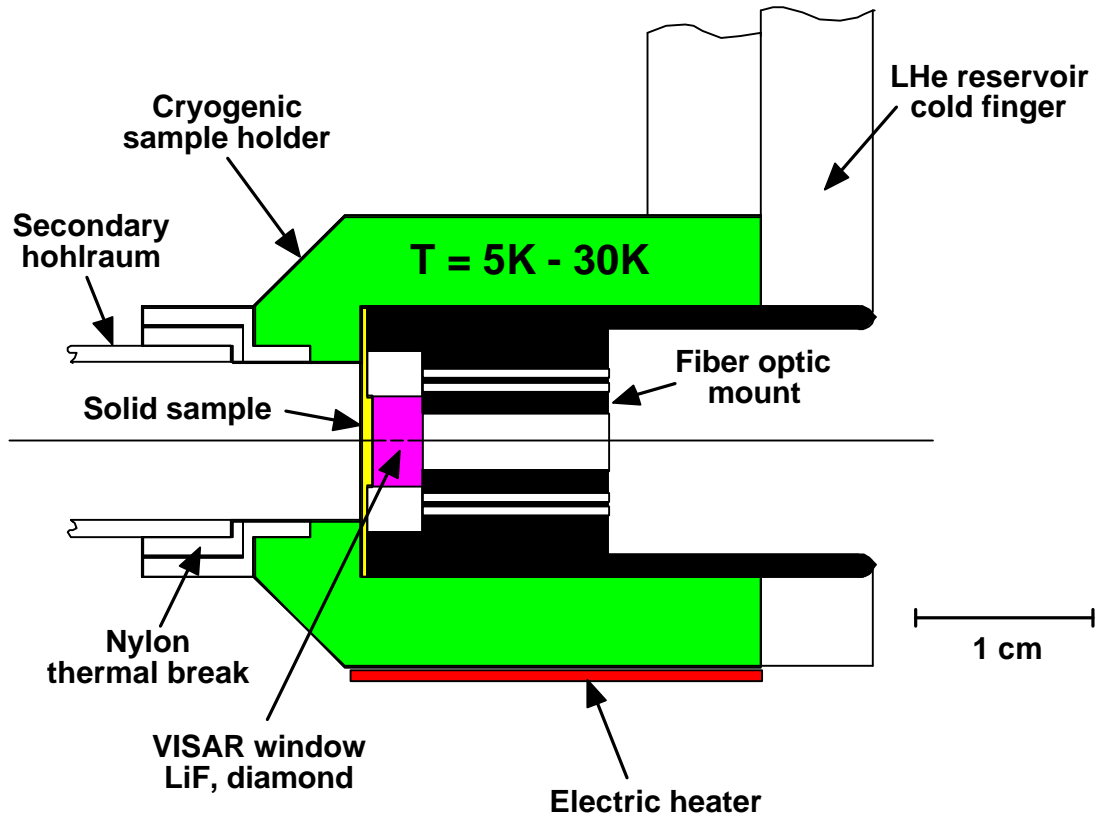 LHe reservoir
cold finger
Cryogenic
sample holder
Secondary
hohlraum
T = 5K - 30K
Fiber optic
mount
Solid sample
1 cm
Nylon
thermal break
VISAR window
LiF, diamond
Electric heater